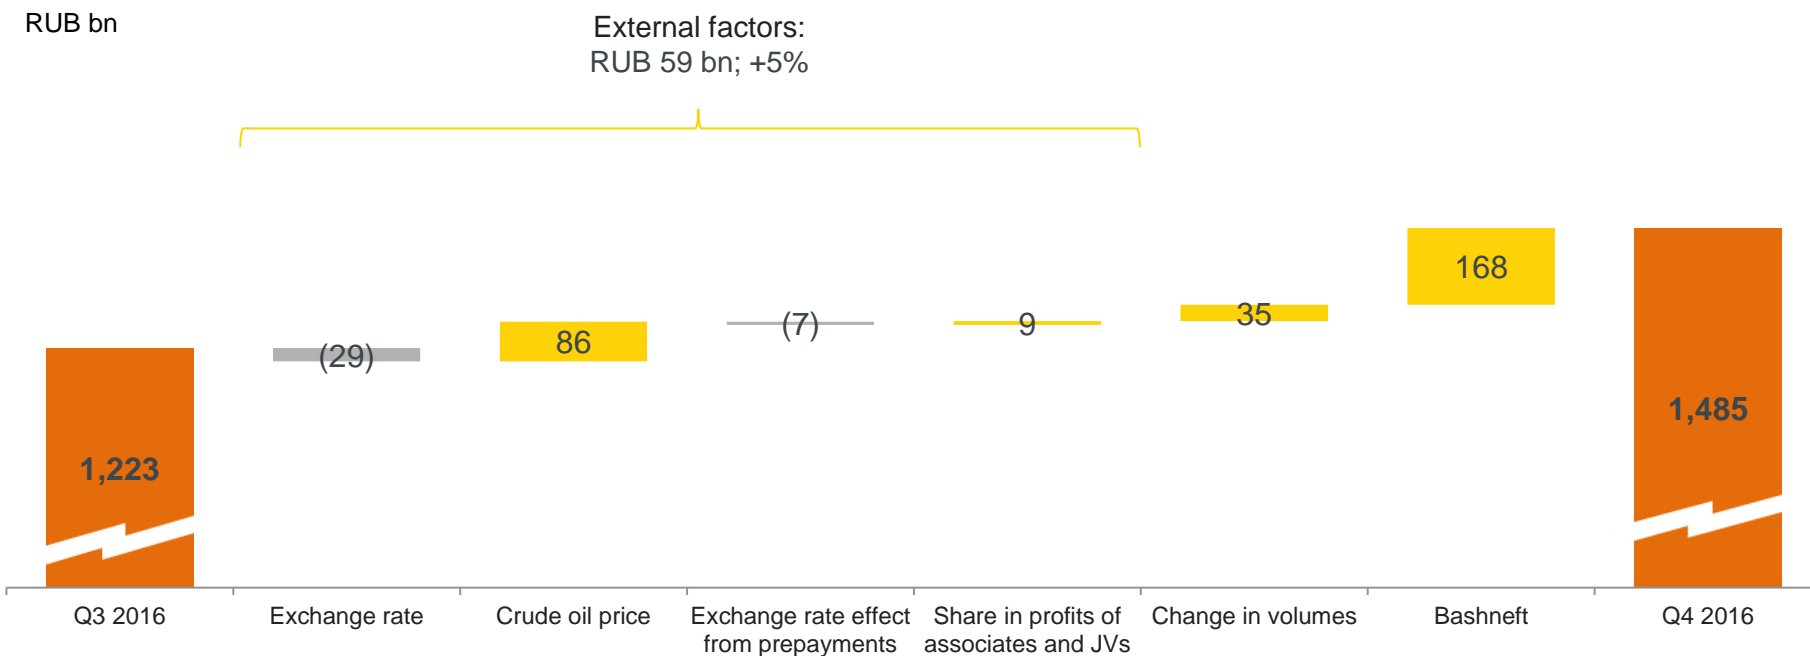 RUB bn
External factors:
RUB 59 bn; +5%
1,223
(29)
86
(7)
9
35
168
1,485
Q3 2016
Exchange rate
Crude oil price
Exchange rate effect
from prepayments
Share in profits of
associates and JVs
Change in volumes
Bashneft
Q4 2016